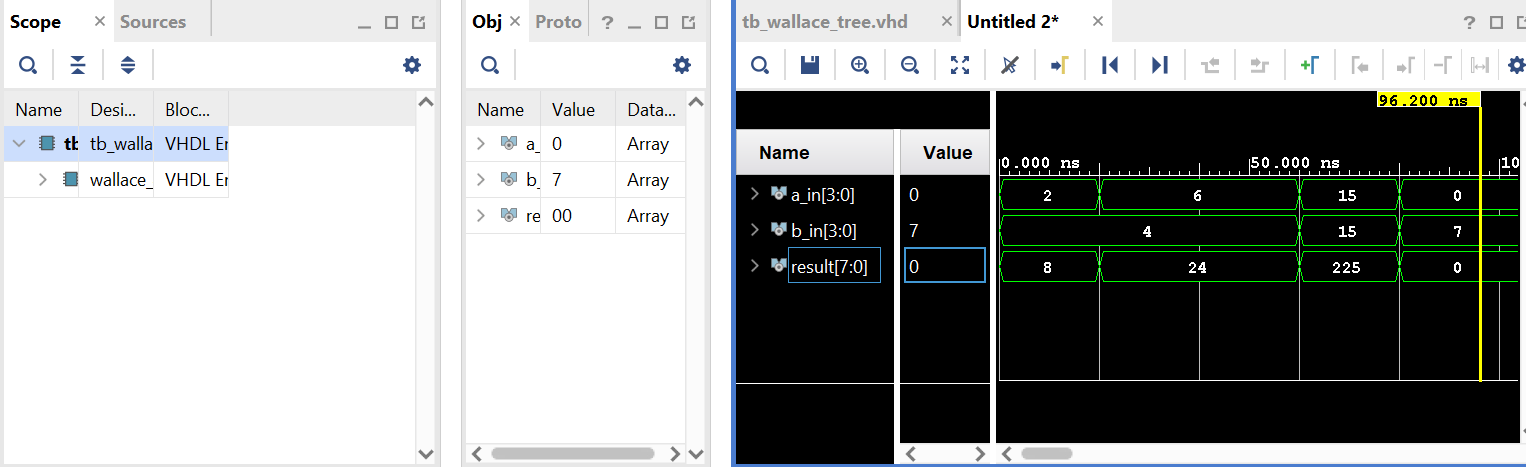 Scope Sources
Name Desi... Bloc...
tb tb_walla VHDL Er
wallace_ VHDL Er
Obj Proto ?
Name Value Data...
a_ 0 Array
b_ 7 Array
re 00 Array
tb_wallace_tree.vhd Untitled 2* ?
96.200 ns
Name Value
0.000 ns 50.000 ns 10
a_in[3:0] 0 2 6 15 0
b_in[3:0] 7 4 15 7
result[7:0] 0 8 24 225 0